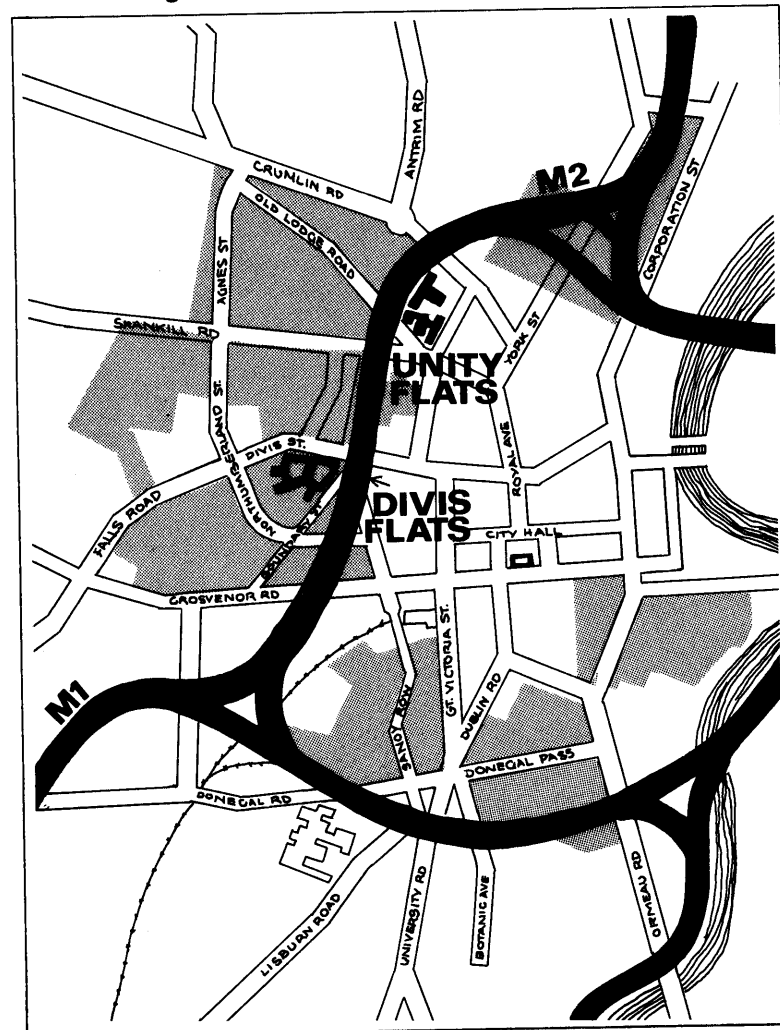 ANTRIM RD
CRUMLIN RD
M2
OLD LODGE ROAD
CORPORATION ST
AGNES ST
SHANKILL RD
YORK ST
UNITY
FLATS
NORTHUMBERLAND ST.
DIVIS ST.
ROYAL AVE
FALLS ROAD
DIVIS
FLATS
BOUNDARY ST
CITY HALL
GROSVENOR RD
GT. VICTORIA ST.
M1
SANDY ROW
DUBLIN RD
DONEGAL PASS
DONEGAL RD
LISBURN ROAD
UNIVERSITY RD
BOTANIC AVE
ORMEAU RD